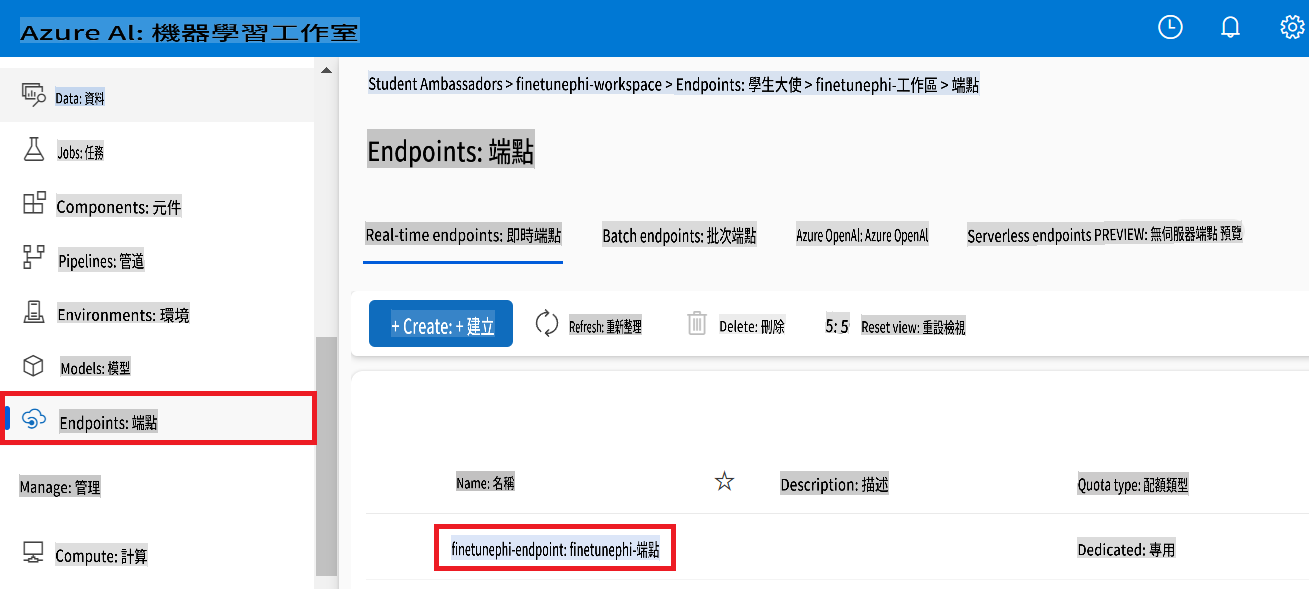 Azure Al: 機器學習工作室
Data: 資料
Jobs: 任務
Components: 元件
Pipelines: 管道
Environments: 環境
Models: 模型
Endpoints: 端點
Manage: 管理
Compute: 計算
Student Ambassadors > finetunephi-workspace > Endpoints: 學生大使 > finetunephi-工作區 > 端點
Endpoints: 端點
Real-time endpoints: 即時端點
Batch endpoints: 批次端點
Azure OpenAI: Azure OpenAI
Serverless endpoints PREVIEW: 無伺服器端點 預覽
+ Create: + 建立
Refresh: 重新整理
Delete: 刪除
5: 5
Reset view: 重設檢視
Name: 名稱
Description: 描述
Quota type: 配額類型
finetunephi-endpoint: finetunephi-端點
Dedicated: 專用